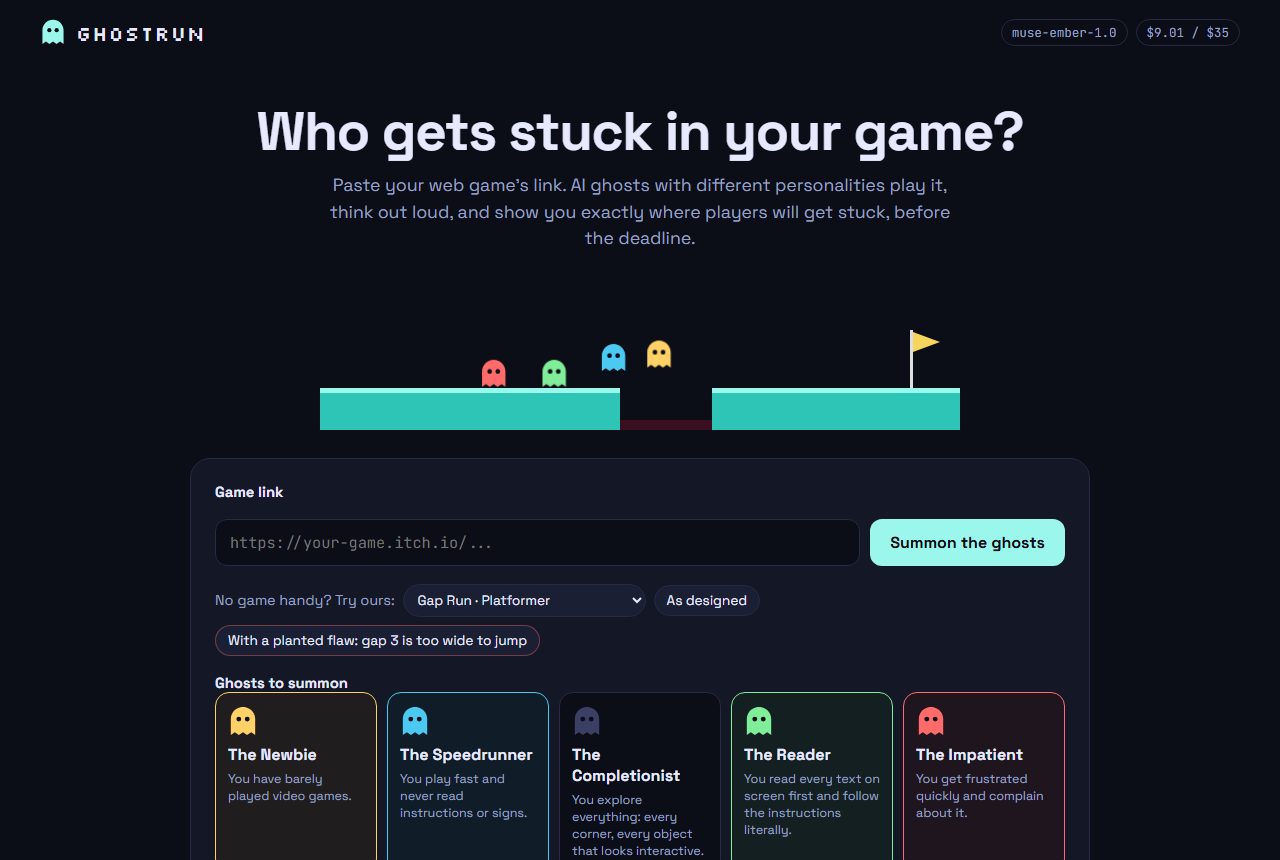 GHOSTRUN
muse-ember-1.0
$9.01 / $35
Who gets stuck in your game?
Paste your web game's link. AI ghosts with different personalities play it,
think out loud, and show you exactly where players will get stuck, before
the deadline.
Game link
https://your-game.itch.io/...
Summon the ghosts
No game handy? Try ours:
Gap Run · Platformer
As designed
With a planted flaw: gap 3 is too wide to jump
Ghosts to summon
The Newbie
You have barely
played video games.
The Speedrunner
You play fast and
never read
instructions or signs.
The
Completionist
You explore
everything: every
corner, every object
that looks interactive.
The Reader
You read every text on
screen first and follow
the instructions
literally.
The Impatient
You get frustrated
quickly and complain
about it.